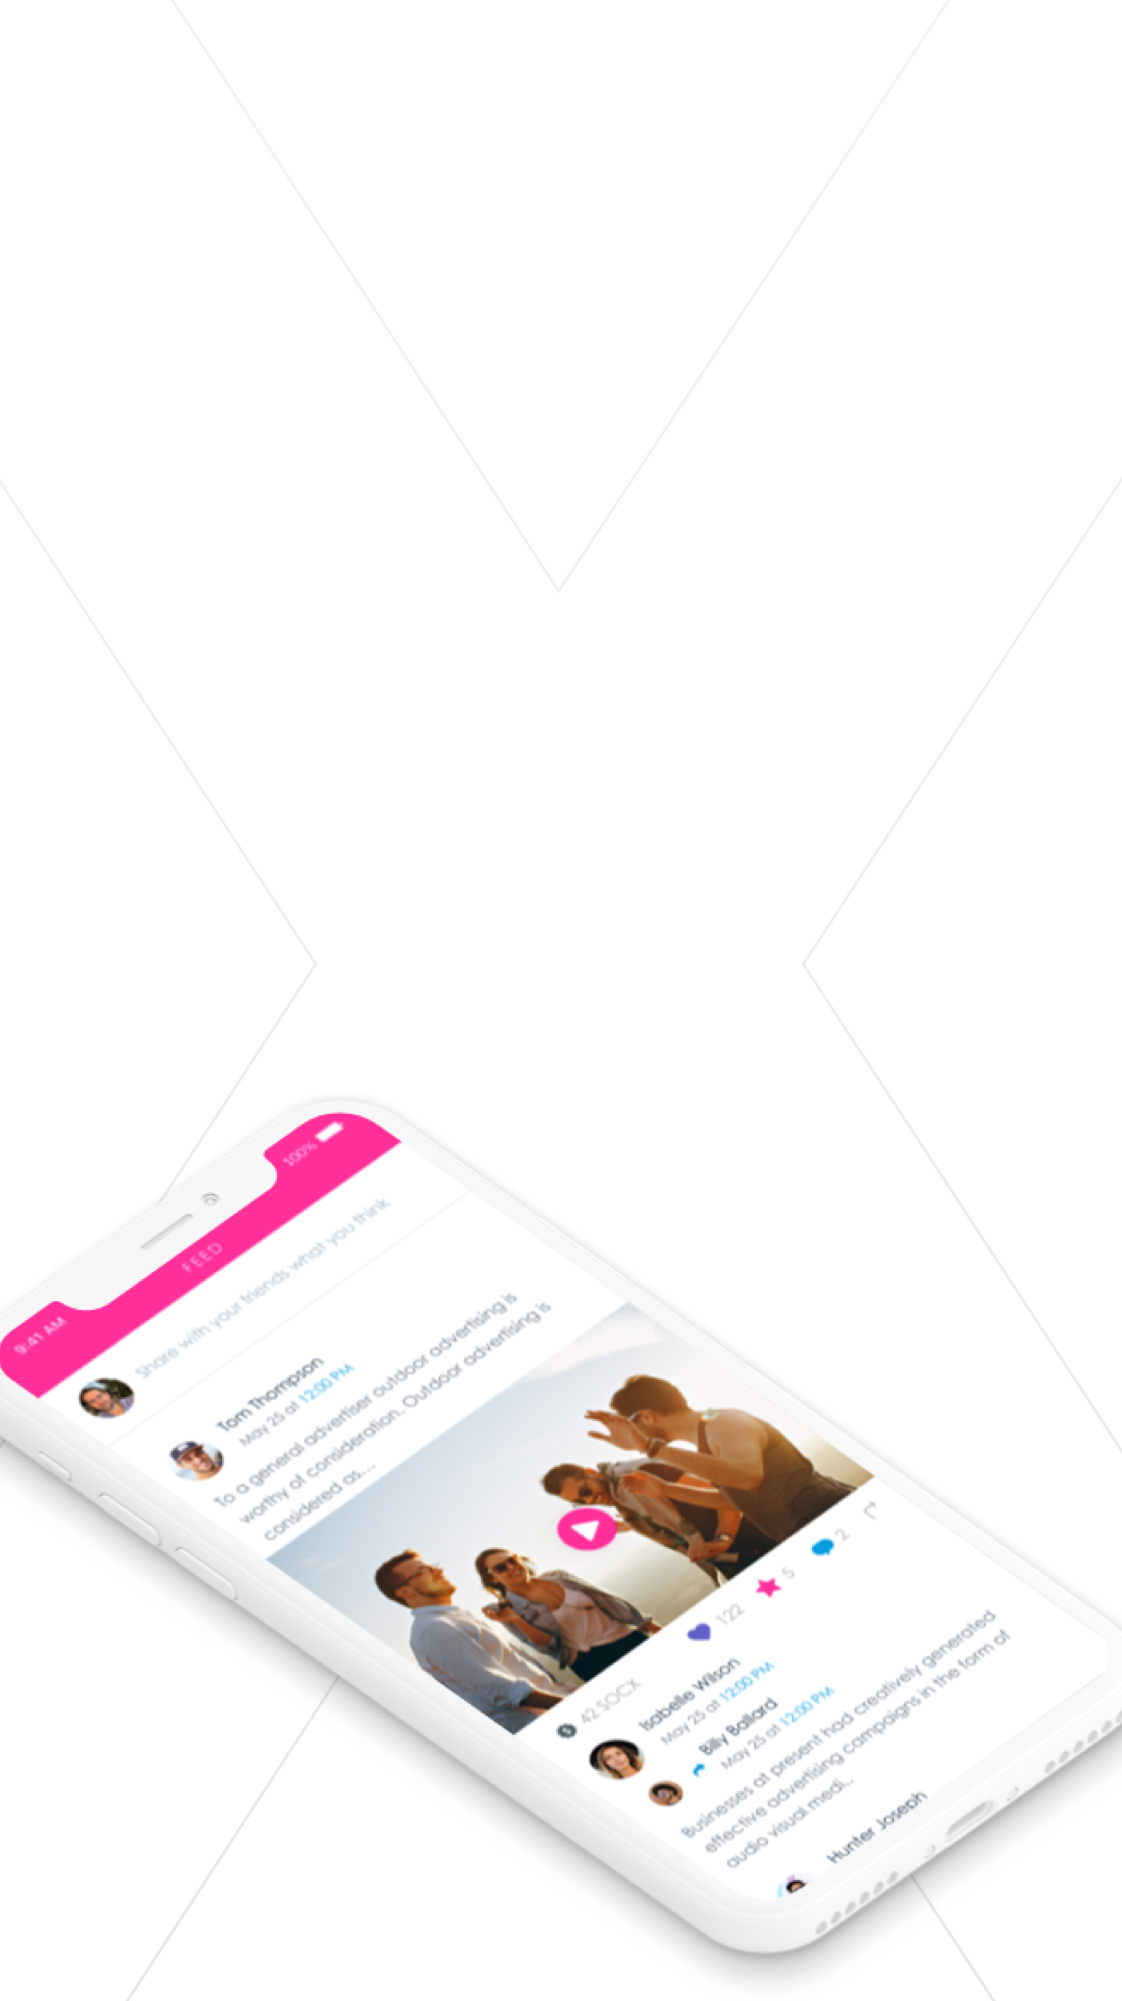 9:41 AM
100%
FEED
Share with your friends what you think
Tom Thompson
May 25 at 12:00 PM
To a general advertiser outdoor advertising is
worthy of consideration. Outdoor advertising is
considered as...
42 SOCX
122
5
2
Isabelle Wilson
May 25 at 12:00 PM
Billy Ballard
May 25 at 12:00 PM
Businesses at present had creatively generated
effective advertising campaigns in the form of
audio visual medi...
Hunter Joseph